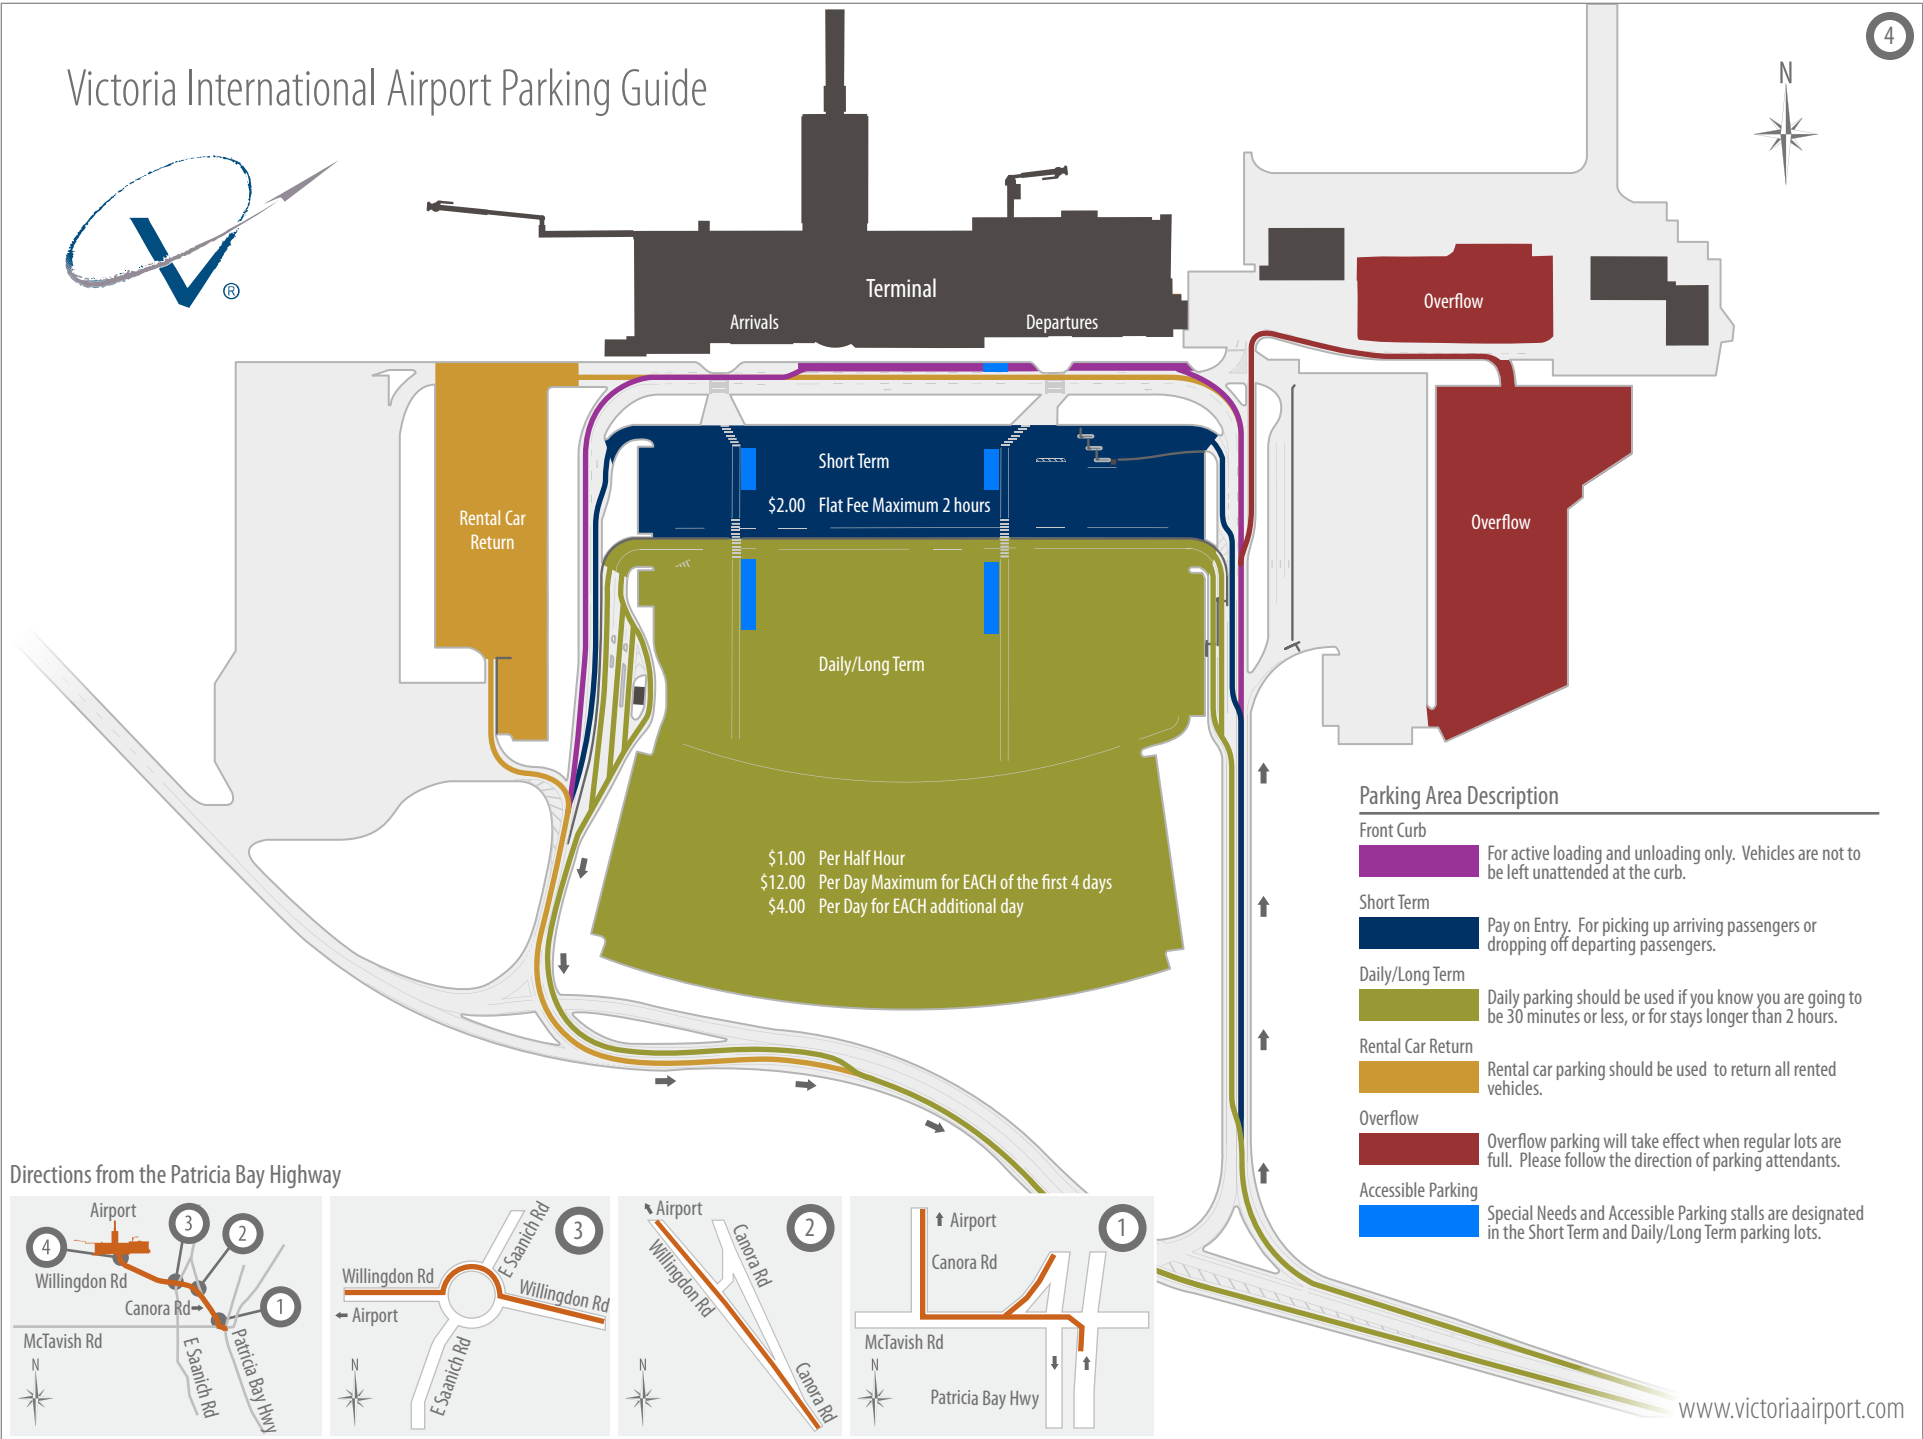 Victoria International Airport Parking Guide
4
N
®
Terminal
Arrivals
Departures
Overflow
Overflow
Rental Car
Return
Short Term
$2.00 Flat Fee Maximum 2 hours
Daily/Long Term
$1.00 Per Half Hour
$12.00 Per Day Maximum for EACH of the first 4 days
$4.00 Per Day for EACH additional day
Parking Area Description
Front Curb
For active loading and unloading only. Vehicles are not to
be left unattended at the curb.
Short Term
Pay on Entry. For picking up arriving passengers or
dropping off departing passengers.
Daily/Long Term
Daily parking should be used if you know you are going to
be 30 minutes or less, or for stays longer than 2 hours.
Rental Car Return
Rental car parking should be used to return all rented
vehicles.
Overflow
Overflow parking will take effect when regular lots are
full. Please follow the direction of parking attendants.
Accessible Parking
Special Needs and Accessible Parking stalls are designated
in the Short Term and Daily/Long Term parking lots.
Directions from the Patricia Bay Highway
Airport
4
3
2
1
Willingdon Rd
Canora Rd
McTavish Rd
E Saanich Rd
Patricia Bay Hwy
N
3
E Saanich Rd
Willingdon Rd
Willingdon Rd
Airport
E Saanich Rd
N
2
Airport
Canora Rd
Willingdon Rd
Canora Rd
N
1
Airport
Canora Rd
McTavish Rd
Patricia Bay Hwy
N
www.victoriaairport.com